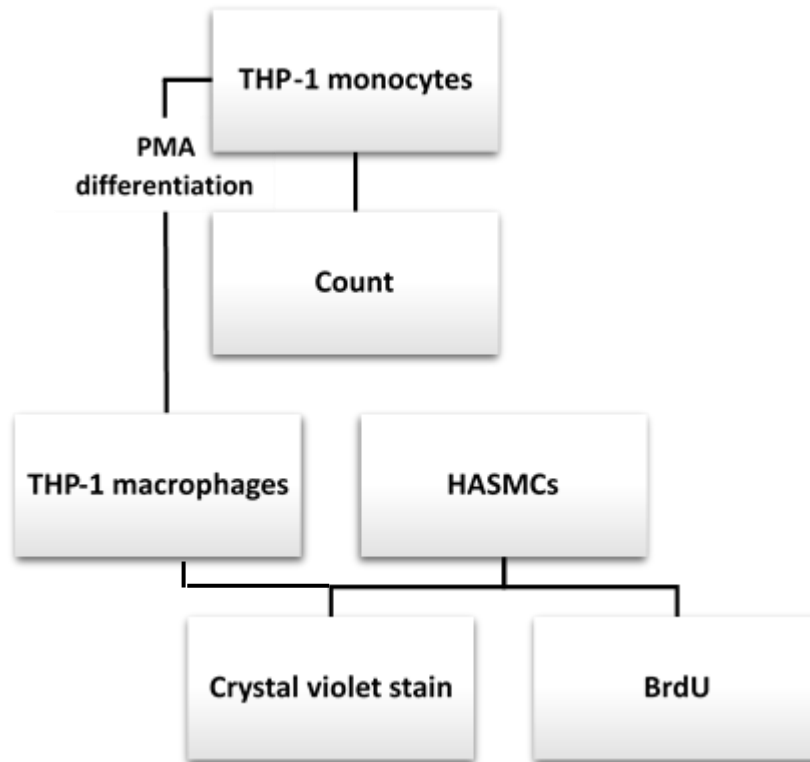 THP-1 monocytes
PMA
differentiation
Count
THP-1 macrophages
HASMCs
Crystal violet stain
BrdU